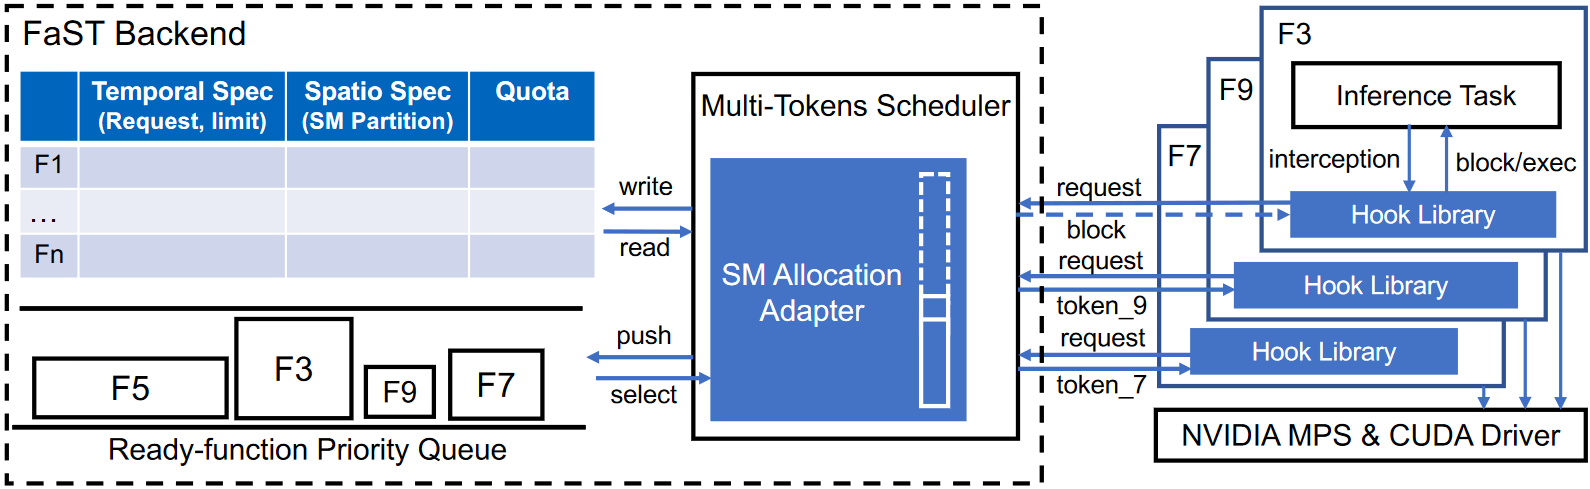 FaST Backend
Temporal Spec
(Request, limit)
Spatio Spec
(SM Partition)
Quota
F1
...
Fn
write
read
push
select
F5
F3
F9
F7
Ready-function Priority Queue
Multi-Tokens Scheduler
SM Allocation
Adapter
request
block
request
token_9
request
token_7
F3
F9
F7
Inference Task
interception
block/exec
Hook Library
Hook Library
Hook Library
NVIDIA MPS & CUDA Driver